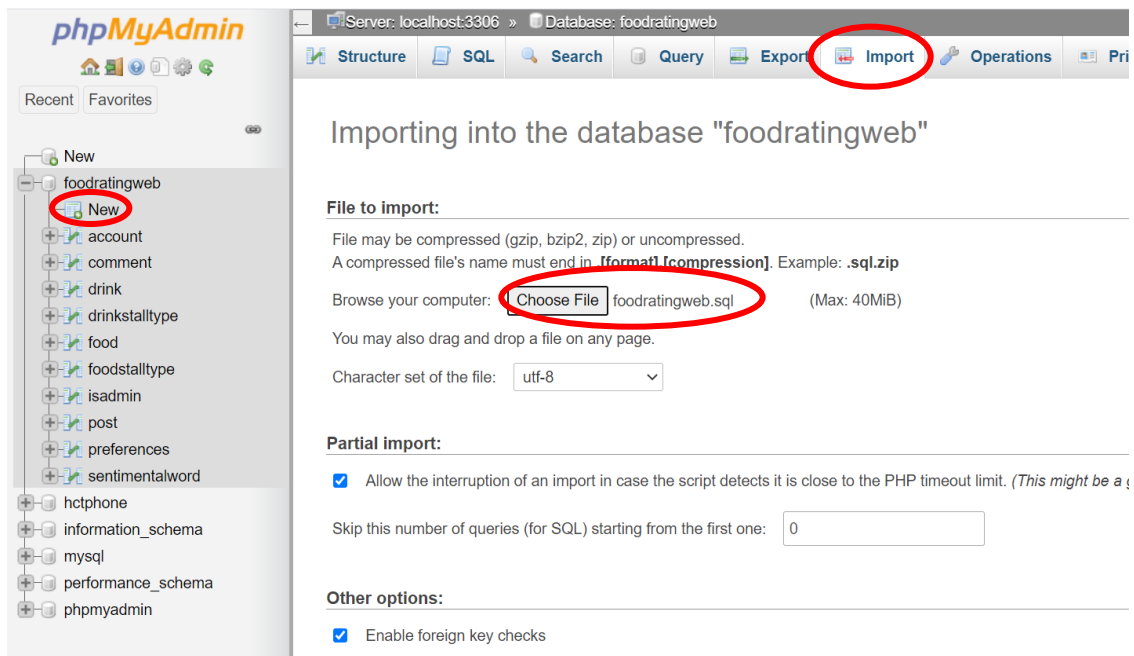 phpMyAdmin
Recent Favorites
New
foodratingweb
New
account
comment
drink
drinkstalltype
food
foodstalltype
isadmin
post
preferences
sentimentalword
hctphone
information_schema
mysql
performance_schema
phpmyadmin
Server: localhost:3306 » Database: foodratingweb
Structure SQL Search Query Export Import Operations Pri
Importing into the database "foodratingweb"
File to import:
File may be compressed (gzip, bzip2, zip) or uncompressed.
A compressed file's name must end in .[format].[compression]. Example: .sql.zip
Browse your computer: Choose File foodratingweb.sql (Max: 40MiB)
You may also drag and drop a file on any page.
Character set of the file: utf-8
Partial import:
Allow the interruption of an import in case the script detects it is close to the PHP timeout limit. (This might be a g
Skip this number of queries (for SQL) starting from the first one: 0
Other options:
Enable foreign key checks